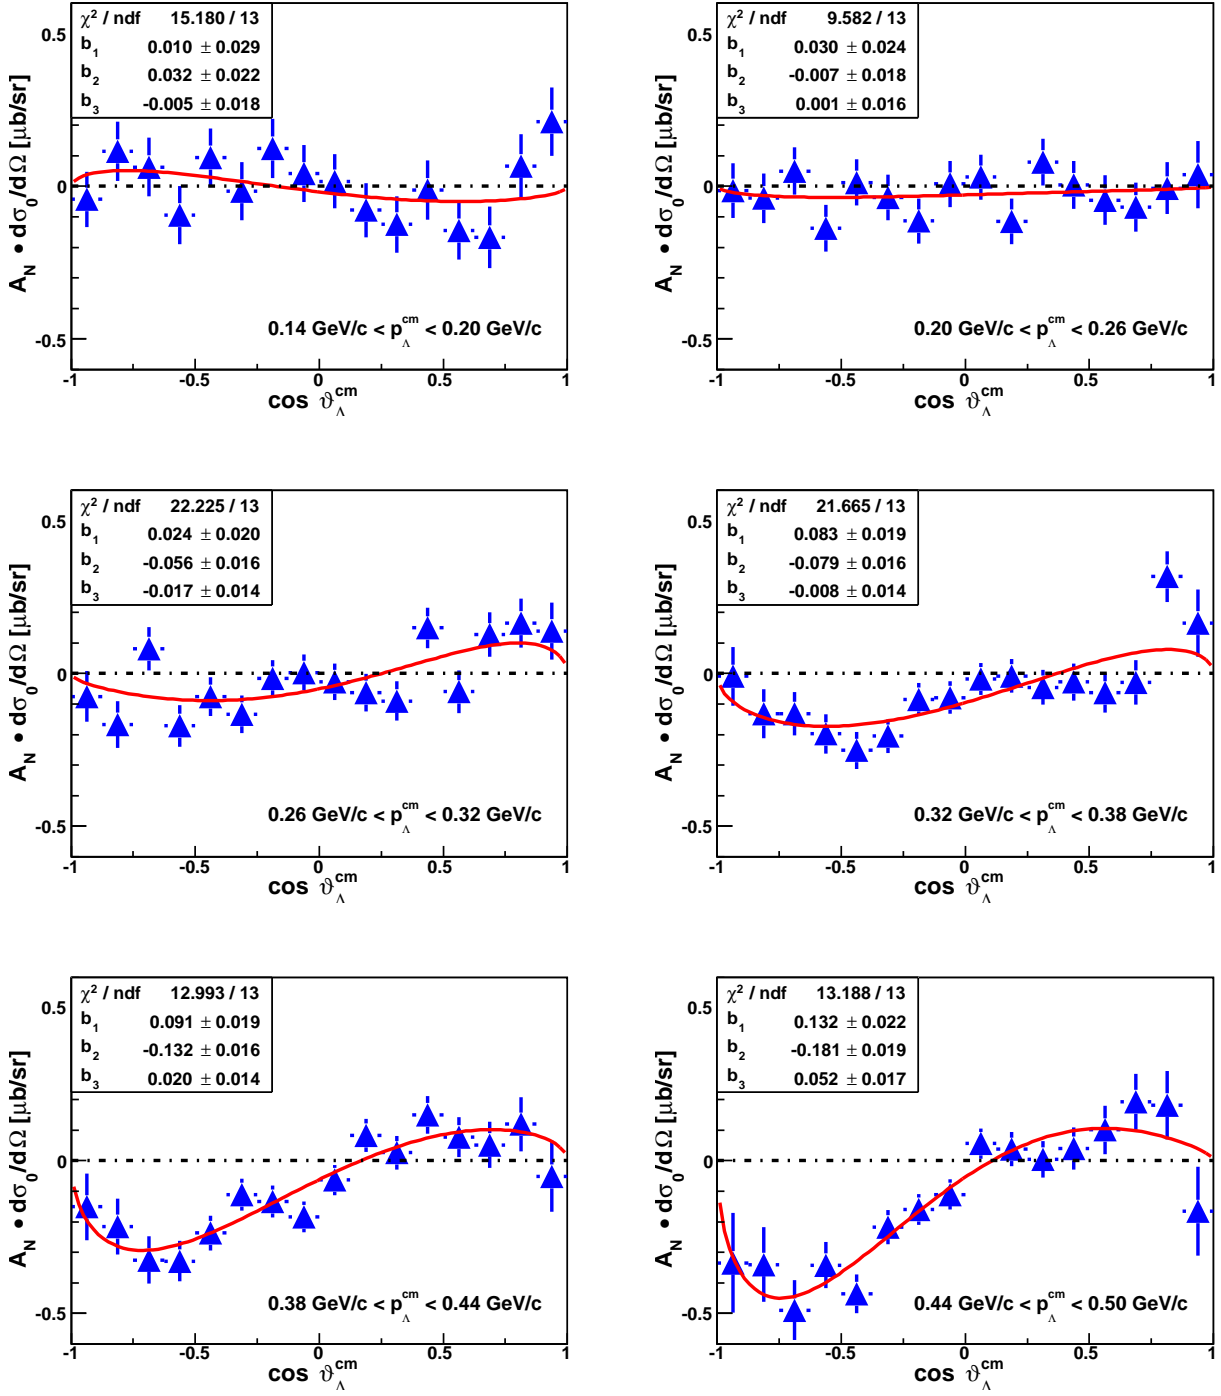 χ² / ndf 15.180 / 13
b₁ 0.010 ± 0.029
b₂ 0.032 ± 0.022
b₃ -0.005 ± 0.018
0.5
0
-0.5
A_N • dσ₀/dΩ [μb/sr]
0.14 GeV/c < p_Λ^cm < 0.20 GeV/c
-1 -0.5 0 0.5 1
cos ϑ_Λ^cm
χ² / ndf 9.582 / 13
b₁ 0.030 ± 0.024
b₂ -0.007 ± 0.018
b₃ 0.001 ± 0.016
0.5
0
-0.5
A_N • dσ₀/dΩ [μb/sr]
0.20 GeV/c < p_Λ^cm < 0.26 GeV/c
-1 -0.5 0 0.5 1
cos ϑ_Λ^cm
χ² / ndf 22.225 / 13
b₁ 0.024 ± 0.020
b₂ -0.056 ± 0.016
b₃ -0.017 ± 0.014
0.5
0
-0.5
A_N • dσ₀/dΩ [μb/sr]
0.26 GeV/c < p_Λ^cm < 0.32 GeV/c
-1 -0.5 0 0.5 1
cos ϑ_Λ^cm
χ² / ndf 21.665 / 13
b₁ 0.083 ± 0.019
b₂ -0.079 ± 0.016
b₃ -0.008 ± 0.014
0.5
0
-0.5
A_N • dσ₀/dΩ [μb/sr]
0.32 GeV/c < p_Λ^cm < 0.38 GeV/c
-1 -0.5 0 0.5 1
cos ϑ_Λ^cm
χ² / ndf 12.993 / 13
b₁ 0.091 ± 0.019
b₂ -0.132 ± 0.016
b₃ 0.020 ± 0.014
0.5
0
-0.5
A_N • dσ₀/dΩ [μb/sr]
0.38 GeV/c < p_Λ^cm < 0.44 GeV/c
-1 -0.5 0 0.5 1
cos ϑ_Λ^cm
χ² / ndf 13.188 / 13
b₁ 0.132 ± 0.022
b₂ -0.181 ± 0.019
b₃ 0.052 ± 0.017
0.5
0
-0.5
A_N • dσ₀/dΩ [μb/sr]
0.44 GeV/c < p_Λ^cm < 0.50 GeV/c
-1 -0.5 0 0.5 1
cos ϑ_Λ^cm